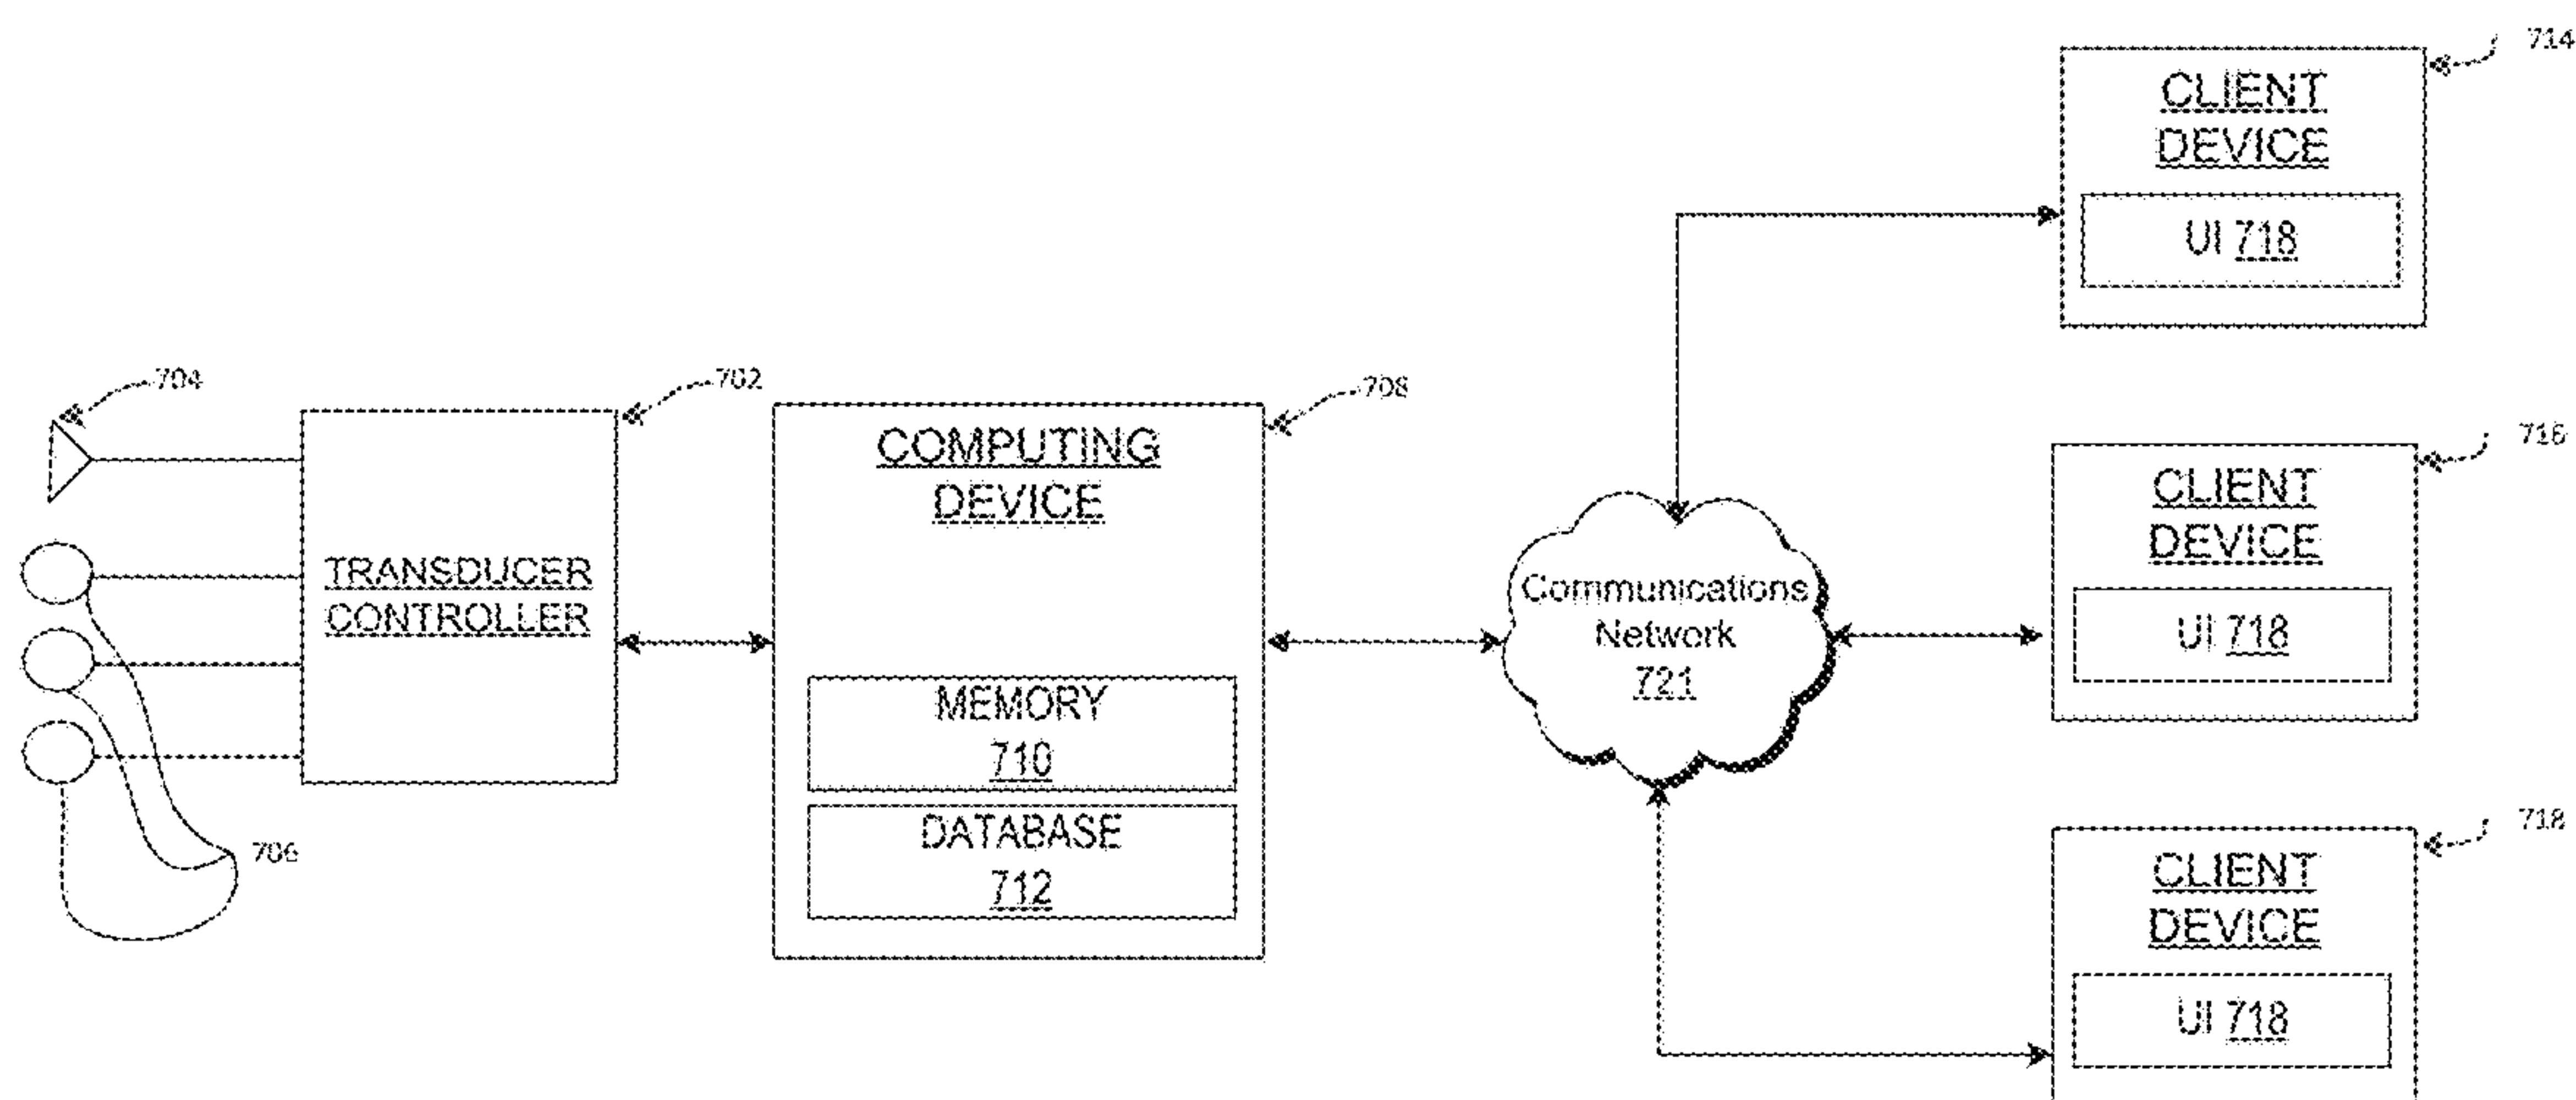 714
CLIENT
DEVICE
UI 718
704
702
708
COMPUTING
DEVICE
716
CLIENT
DEVICE
UI 718
TRANSDUCER
CONTROLLER
Communications
Network
721
MEMORY
710
DATABASE
712
706
718
CLIENT
DEVICE
UI 718